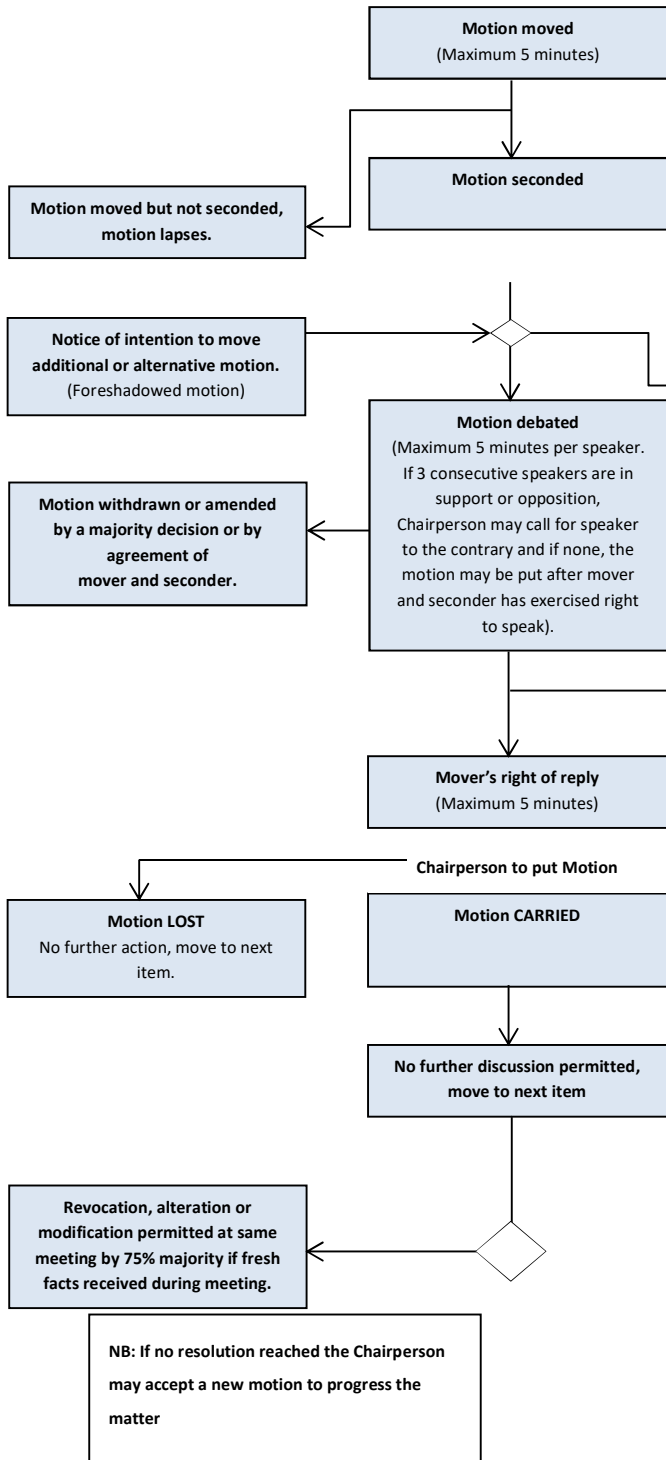 Motion moved
(Maximum 5 minutes)
Motion seconded
Motion moved but not seconded,
motion lapses.
Notice of intention to move
additional or alternative motion.
(Foreshadowed motion)
Motion debated
(Maximum 5 minutes per speaker.
If 3 consecutive speakers are in
support or opposition,
Chairperson may call for speaker
to the contrary and if none, the
motion may be put after mover
and seconder has exercised right
to speak).
Motion withdrawn or amended
by a majority decision or by
agreement of
mover and seconder.
Mover’s right of reply
(Maximum 5 minutes)
Chairperson to put Motion
Motion LOST
No further action, move to next
item.
Motion CARRIED
No further discussion permitted,
move to next item
Revocation, alteration or
modification permitted at same
meeting by 75% majority if fresh
facts received during meeting.
NB: If no resolution reached the Chairperson
may accept a new motion to progress the
matter